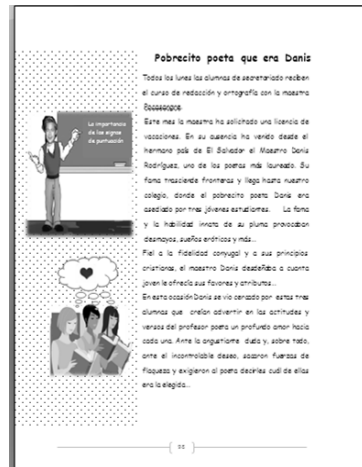 Pobrecito poeta que era Danis
Todos los lunes las alumnas de secretariado reciben
el curso de redacción y ortografía con la maestra
Este mes la maestra ha solicitado una licencia de
vacaciones. En su ausencia ha venido desde el
hermano país de El Salvador el Maestro Danis
Rodríguez, uno de los poetas más laureado. Su
fama trasciende fronteras y llega hasta nuestro
colegio, donde el pobrecito poeta Danis era
asediado por tres jóvenes estudiantes. La fama
y la habilidad innata de su pluma provocaban
desmayos, sueños eróticos y más...
Fiel a la fidelidad conyugal y a sus principios
cristianos, el maestro Danis desdeñaba a cuanta
joven le ofrecía sus favores y atributos...
En esta ocasión Danis se vio cercado por estas tres
alumnas que creían advertir en las actitudes y
versos del profesor poeta un profundo amor hacia
cada una. Ante la angustiante duda y, sobre todo,
ante el incontrolable deseo, sacaron fuerzas de
flaqueza y exigieron al poeta decirles cuál de ellas
era la elegida...
La importancia
de los signos
de puntuación